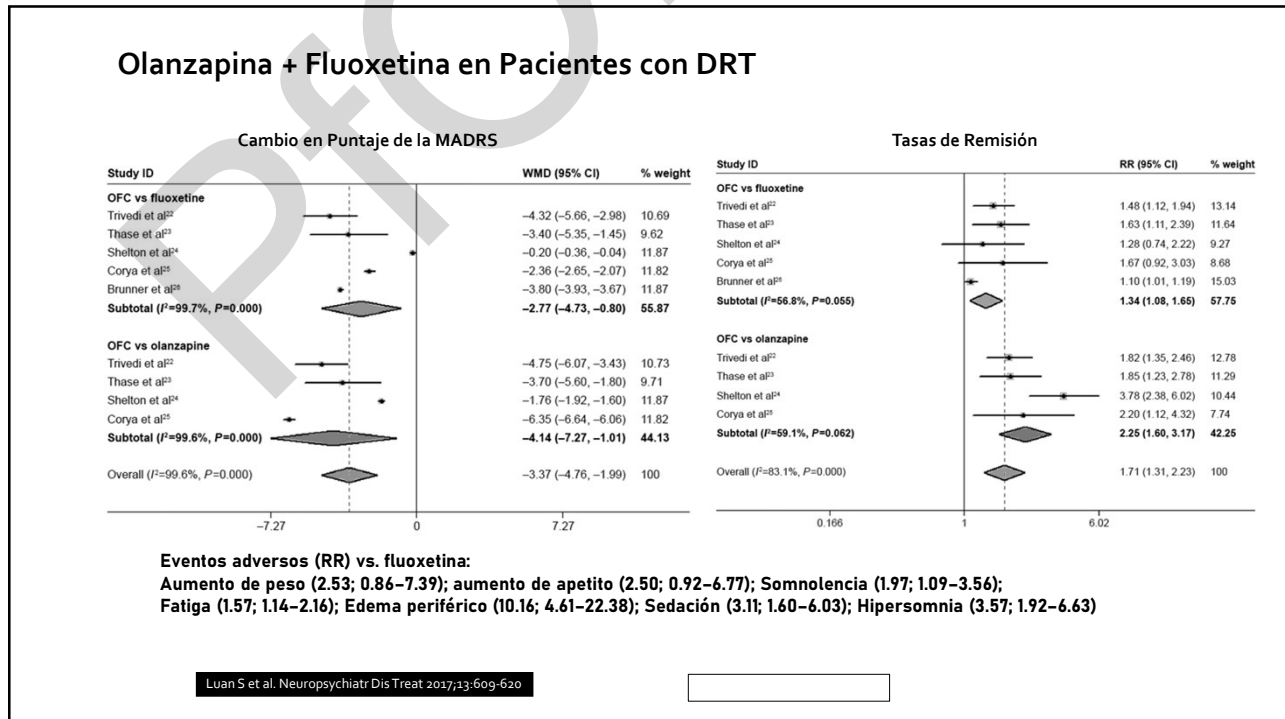 Olanzapina + Fluoxetina en Pacientes con DRT
Cambio en Puntaje de la MADRS
Study ID WMD (95% CI) % weight
OFC vs fluoxetine
Trivedi et al²² −4.32 (−5.66, −2.98) 10.69
Thase et al²³ −3.40 (−5.35, −1.45) 9.62
Shelton et al²⁴ −0.20 (−0.36, −0.04) 11.87
Corya et al²⁵ −2.36 (−2.65, −2.07) 11.82
Brunner et al²⁶ −3.80 (−3.93, −3.67) 11.87
Subtotal (I²=99.7%, P=0.000) −2.77 (−4.73, −0.80) 55.87
OFC vs olanzapine
Trivedi et al²² −4.75 (−6.07, −3.43) 10.73
Thase et al²³ −3.70 (−5.60, −1.80) 9.71
Shelton et al²⁴ −1.76 (−1.92, −1.60) 11.87
Corya et al²⁵ −6.35 (−6.64, −6.06) 11.82
Subtotal (I²=99.6%, P=0.000) −4.14 (−7.27, −1.01) 44.13
Overall (I²=99.6%, P=0.000) −3.37 (−4.76, −1.99) 100
−7.27 0 7.27
Tasas de Remisión
Study ID RR (95% CI) % weight
OFC vs fluoxetine
Trivedi et al²² 1.48 (1.12, 1.94) 13.14
Thase et al²³ 1.63 (1.11, 2.39) 11.64
Shelton et al²⁴ 1.28 (0.74, 2.22) 9.27
Corya et al²⁵ 1.67 (0.92, 3.03) 8.68
Brunner et al²⁶ 1.10 (1.01, 1.19) 15.03
Subtotal (I²=56.8%, P=0.055) 1.34 (1.08, 1.65) 57.75
OFC vs olanzapine
Trivedi et al²² 1.82 (1.35, 2.46) 12.78
Thase et al²³ 1.85 (1.23, 2.78) 11.29
Shelton et al²⁴ 3.78 (2.38, 6.02) 10.44
Corya et al²⁵ 2.20 (1.12, 4.32) 7.74
Subtotal (I²=59.1%, P=0.062) 2.25 (1.60, 3.17) 42.25
Overall (I²=83.1%, P=0.000) 1.71 (1.31, 2.23) 100
0.166 1 6.02
Eventos adversos (RR) vs. fluoxetina:
Aumento de peso (2.53; 0.86–7.39); aumento de apetito (2.50; 0.92–6.77); Somnolencia (1.97; 1.09–3.56);
Fatiga (1.57; 1.14–2.16); Edema periférico (10.16; 4.61–22.38); Sedación (3.11; 1.60–6.03); Hipersomnia (3.57; 1.92–6.63)
Luan S et al. Neuropsychiatr Dis Treat 2017;13:609-620